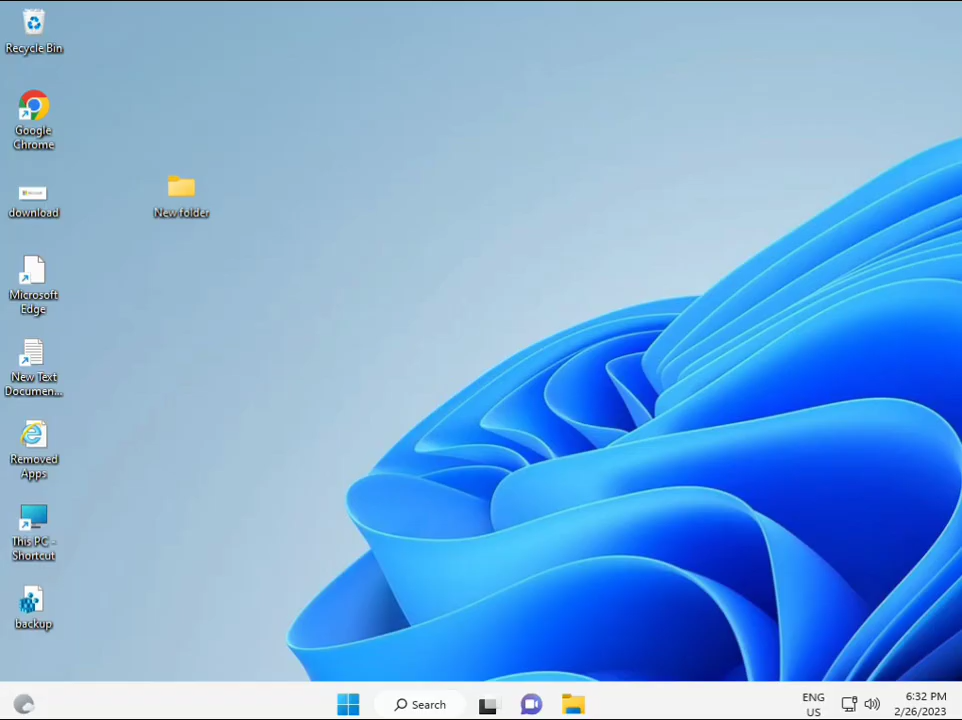 Recycle Bin
Google
Chrome
download
New folder
Microsoft
Edge
New Text
Documen...
Removed
Apps
This PC -
Shortcut
backup
Search
ENG
US
6:32 PM
2/26/2023